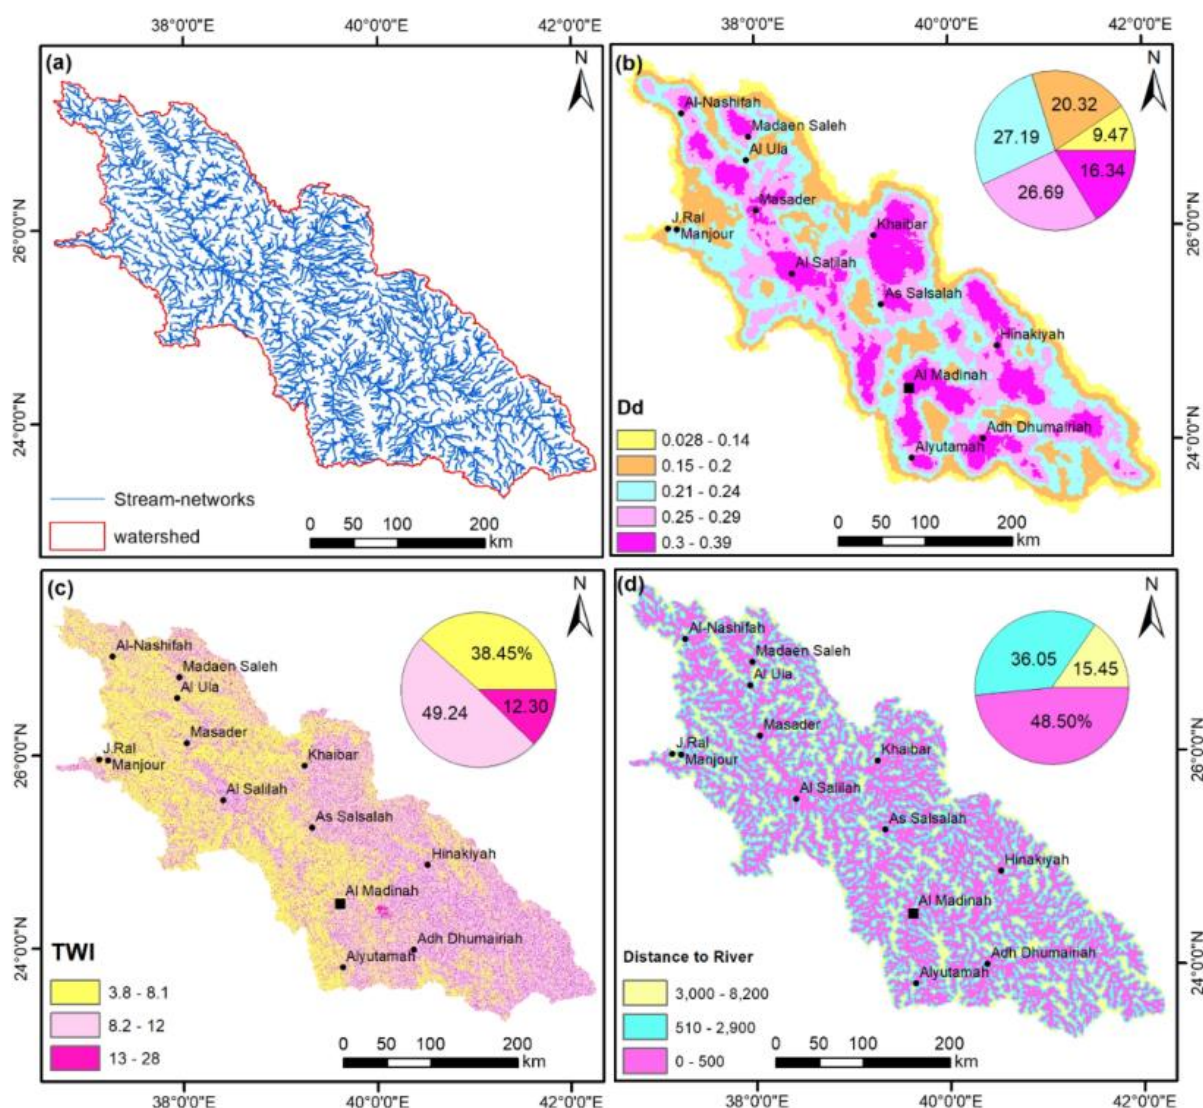 38°0'0"E 40°0'0"E 42°0'0"E
38°0'0"E 40°0'0"E 42°0'0"E
(a)
N
26°0'0"N
24°0'0"N
Stream-networks
watershed
0 50 100 200
km
(b)
N
Al-Nashifah
Madaen Saleh
Al Ula
Masader
J.Ral
Manjour
Khaibar
Al Salilah
As Salsalah
Hinakiyah
Al Madinah
Adh Dhumairiah
Alyutamah
20.32
9.47
27.19
16.34
26.69
26°0'0"N
24°0'0"N
Dd
0.028 - 0.14
0.15 - 0.2
0.21 - 0.24
0.25 - 0.29
0.3 - 0.39
0 50 100 200
km
(c)
N
Al-Nashifah
Madaen Saleh
Al Ula
Masader
J.Ral
Manjour
Khaibar
Al Salilah
As Salsalah
Hinakiyah
Al Madinah
Adh Dhumairiah
Alyutamah
38.45%
49.24
12.30
26°0'0"N
24°0'0"N
TWI
3.8 - 8.1
8.2 - 12
13 - 28
0 50 100 200
km
38°0'0"E 40°0'0"E 42°0'0"E
(d)
N
Al-Nashifah
Madaen Saleh
Al Ula
Masader
J.Ral
Manjour
Khaibar
Al Salilah
As Salsalah
Hinakiyah
Al Madinah
Adh Dhumairiah
Alyutamah
36.05
15.45
48.50%
26°0'0"N
24°0'0"N
Distance to River
3,000 - 8,200
510 - 2,900
0 - 500
0 50 100 200
km
38°0'0"E 40°0'0"E 42°0'0"E